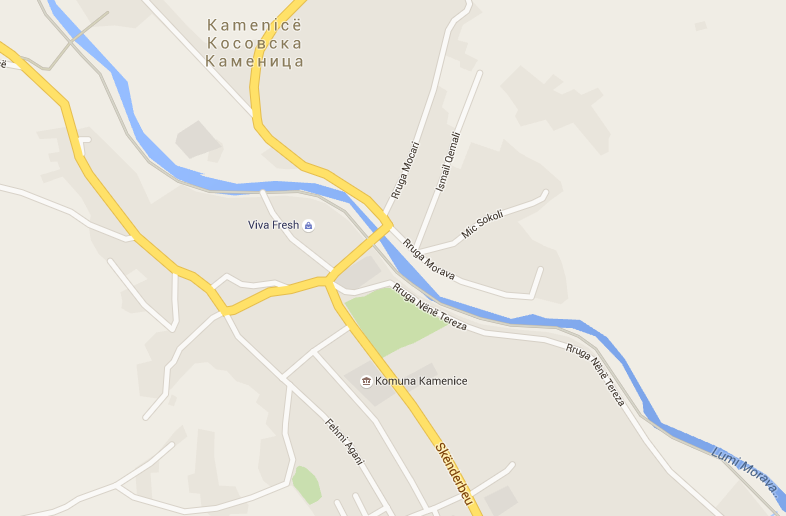 Kamenicë
Косовска
Каменица
ë
Rruga Mocari
Ismail Qemali
Mic Sokoli
Viva Fresh
Rruga Morava
Rruga Nënë Tereza
Rruga Nënë Tereza
Komuna Kamenice
Fehmi Agani
Skënderbeu
Lumi Morava...